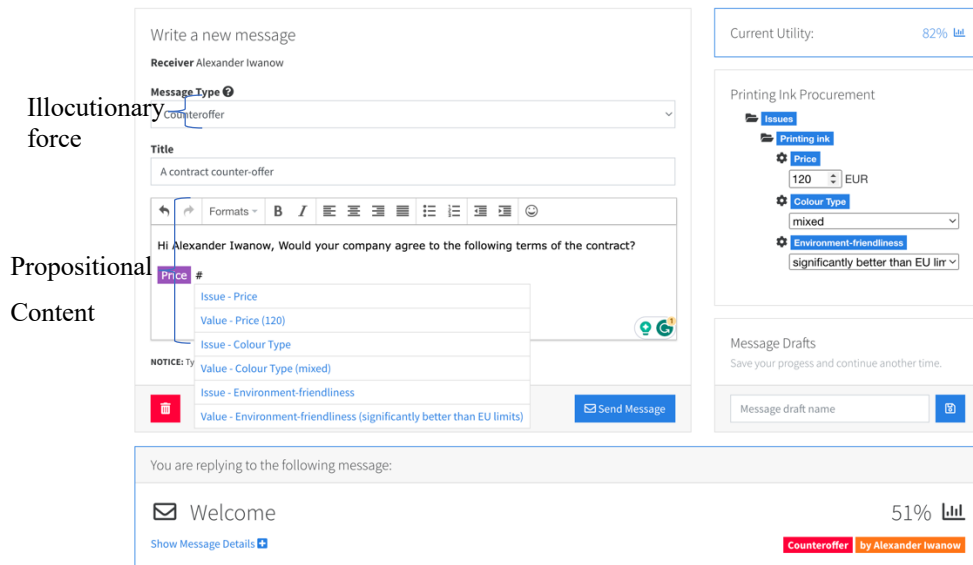 Write a new message
Receiver Alexander Iwanow
Message Type
Illocutionary
force
Counteroffer
Title
A contract counter-offer
Formats B I
Hi Alexander Iwanow, Would your company agree to the following terms of the contract?
Propositional
Content
Price #
Issue - Price
Value - Price (120)
Issue - Colour Type
Value - Colour Type (mixed)
Issue - Environment-friendliness
Value - Environment-friendliness (significantly better than EU limits)
1
NOTICE: Ty
Send Message
Current Utility: 82%
Printing Ink Procurement
Issues
Printing ink
Price
120 EUR
Colour Type
mixed
Environment-friendliness
significantly better than EU lim
Message Drafts
Save your progess and continue another time.
Message draft name
You are replying to the following message:
Welcome 51%
Show Message Details
Counteroffer by Alexander Iwanow